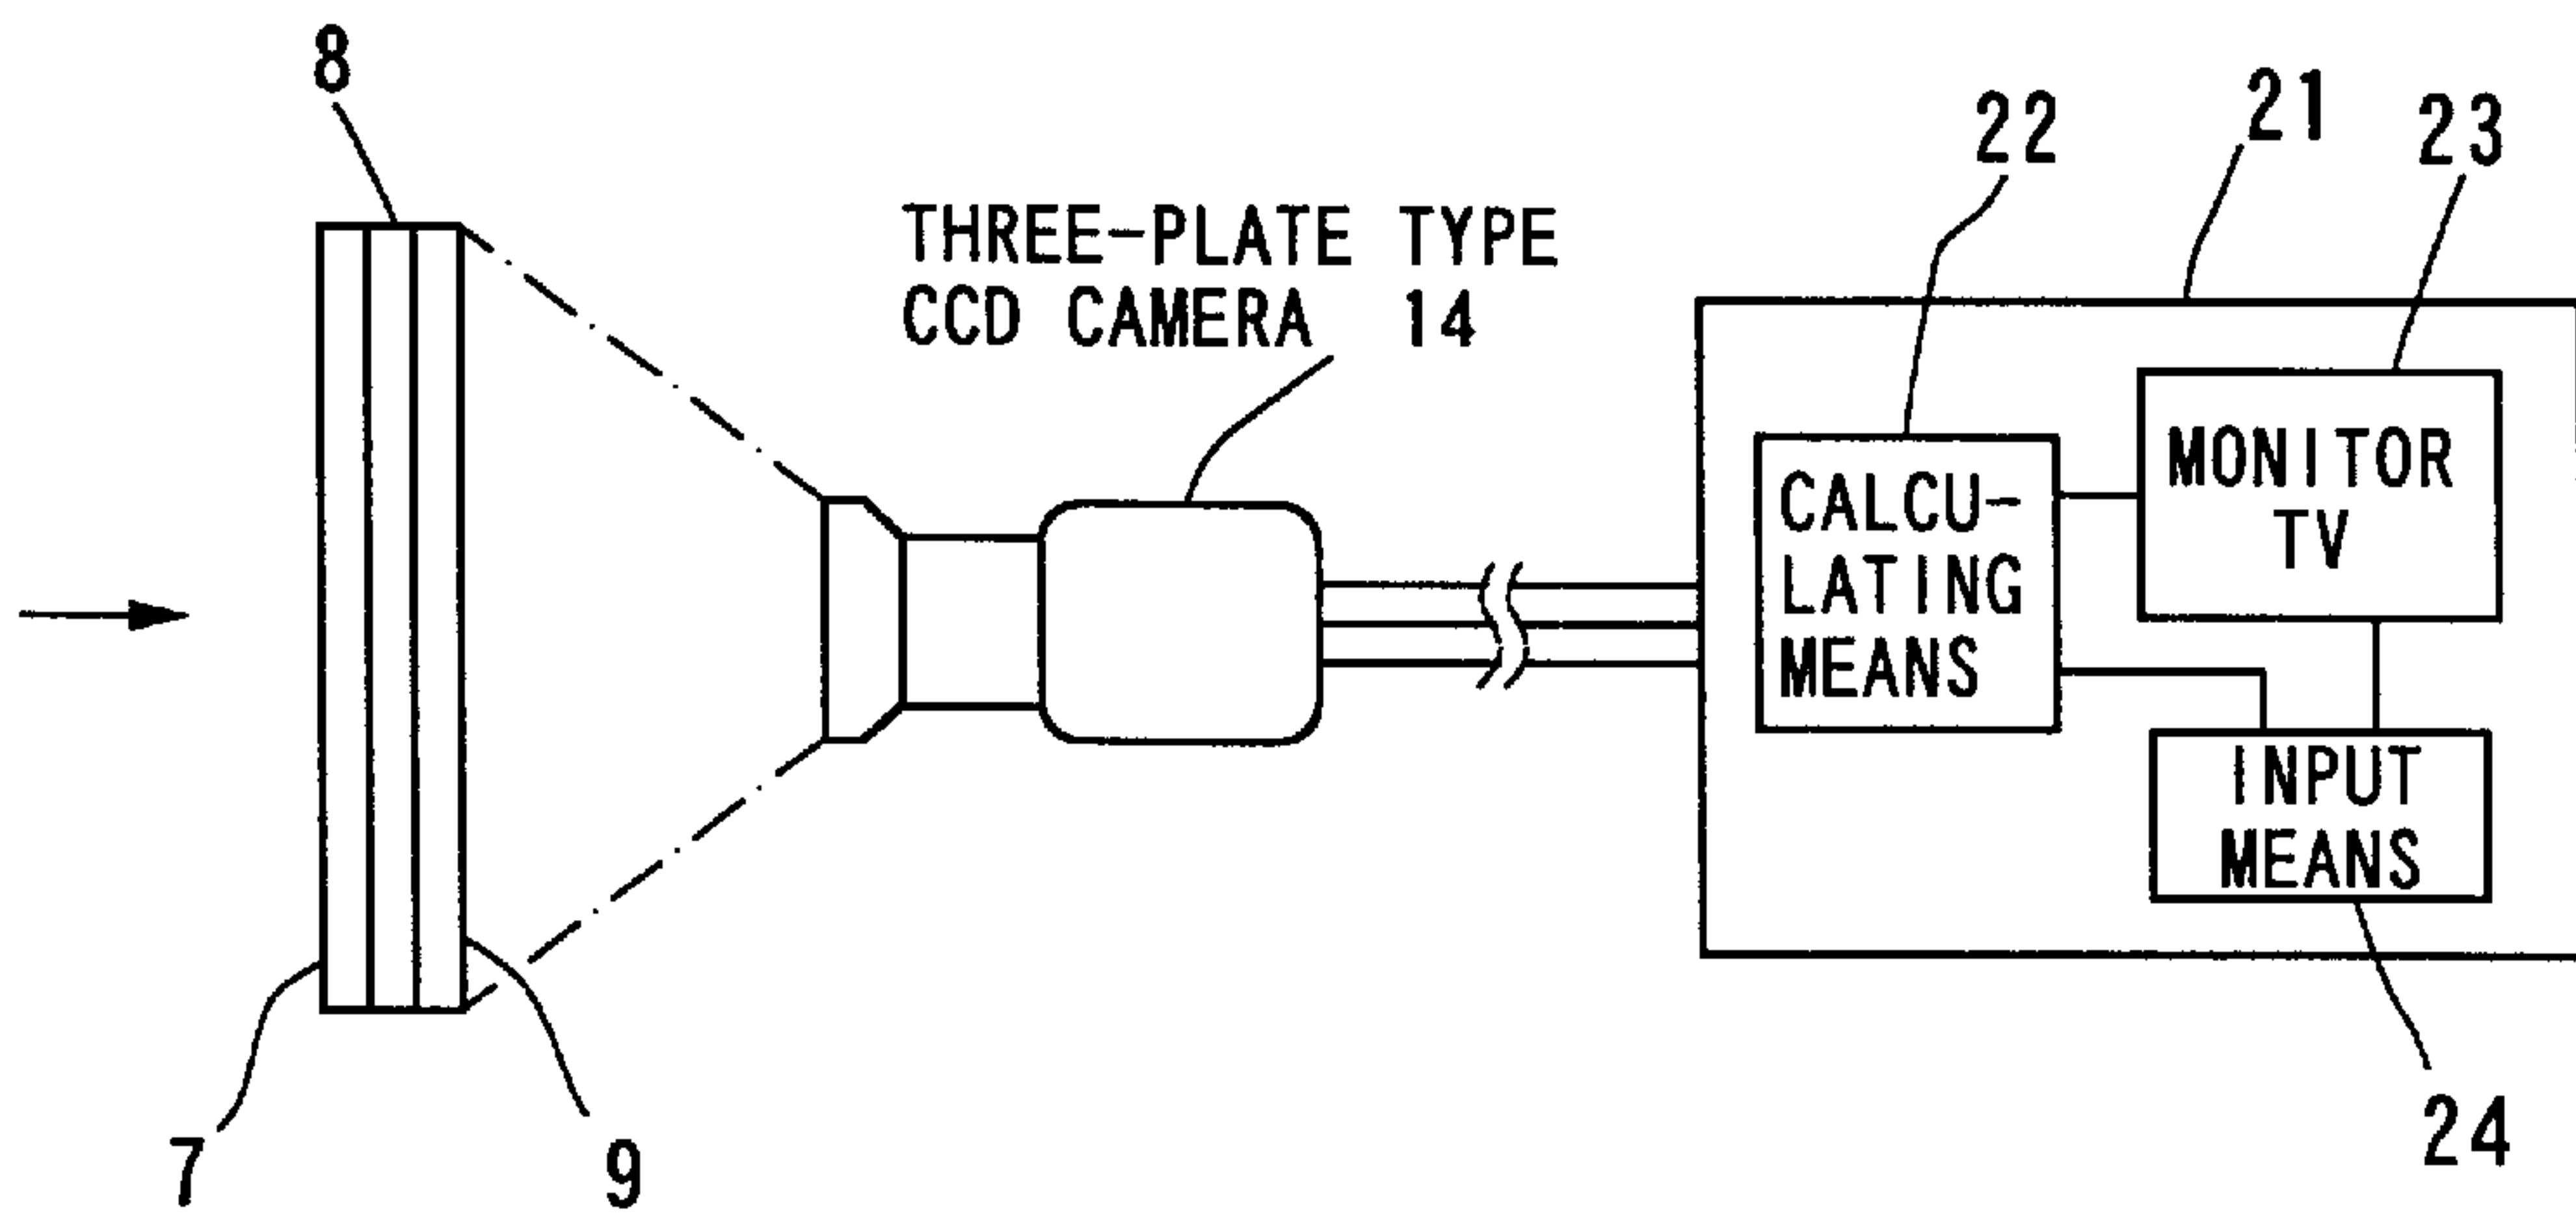 8
22
21
23
THREE-PLATE TYPE
CCD CAMERA 14
MONITOR
TV
CALCU-
LATING
MEANS
INPUT
MEANS
7
9
24